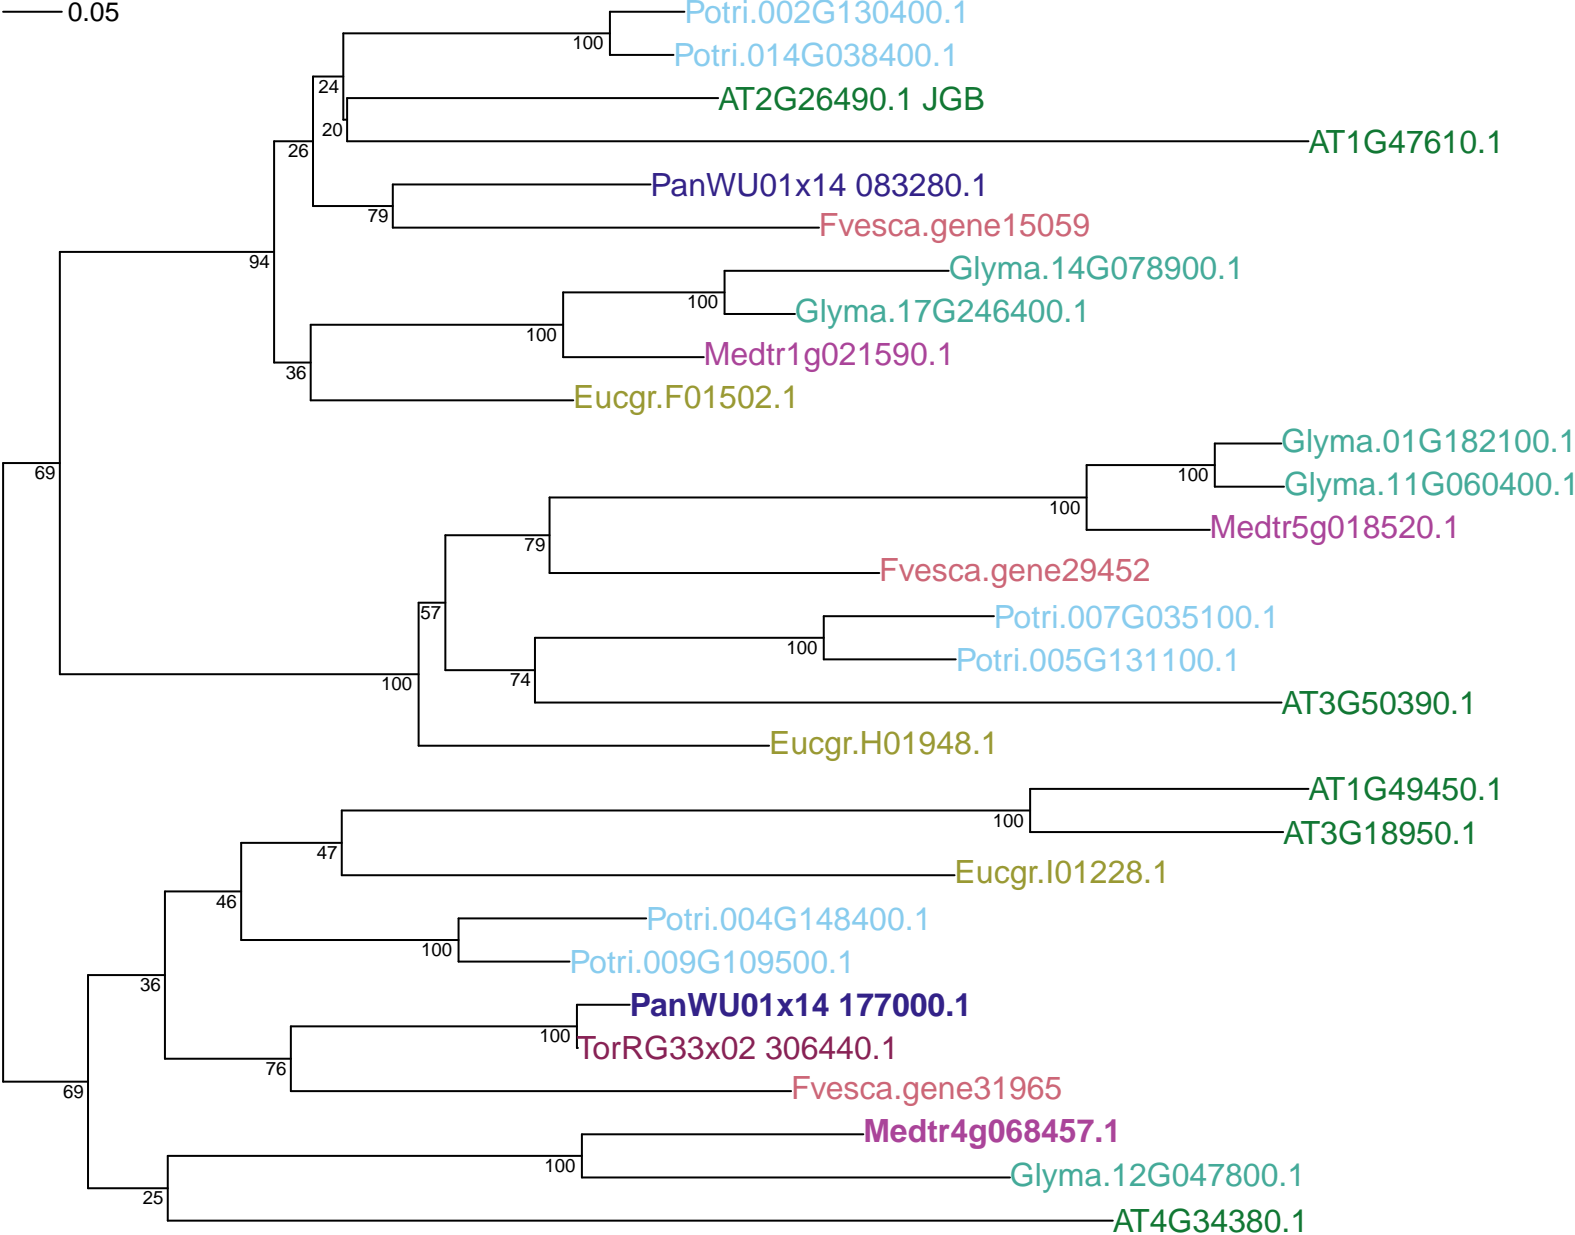 0.05
Potri.002G130400.1
100
Potri.014G038400.1
24
AT2G26490.1 JGB
20
AT1G47610.1
26
PanWU01x14 083280.1
79
Fvesca.gene15059
94
Glyma.14G078900.1
100
Glyma.17G246400.1
100
Medtr1g021590.1
36
Eucgr.F01502.1
69
Glyma.01G182100.1
100
Glyma.11G060400.1
100
Medtr5g018520.1
79
Fvesca.gene29452
57
Potri.007G035100.1
100
Potri.005G131100.1
74
100
AT3G50390.1
Eucgr.H01948.1
AT1G49450.1
100
AT3G18950.1
47
Eucgr.I01228.1
46
Potri.004G148400.1
100
Potri.009G109500.1
36
PanWU01x14 177000.1
100
TorRG33x02 306440.1
76
Fvesca.gene31965
69
Medtr4g068457.1
100
Glyma.12G047800.1
25
AT4G34380.1